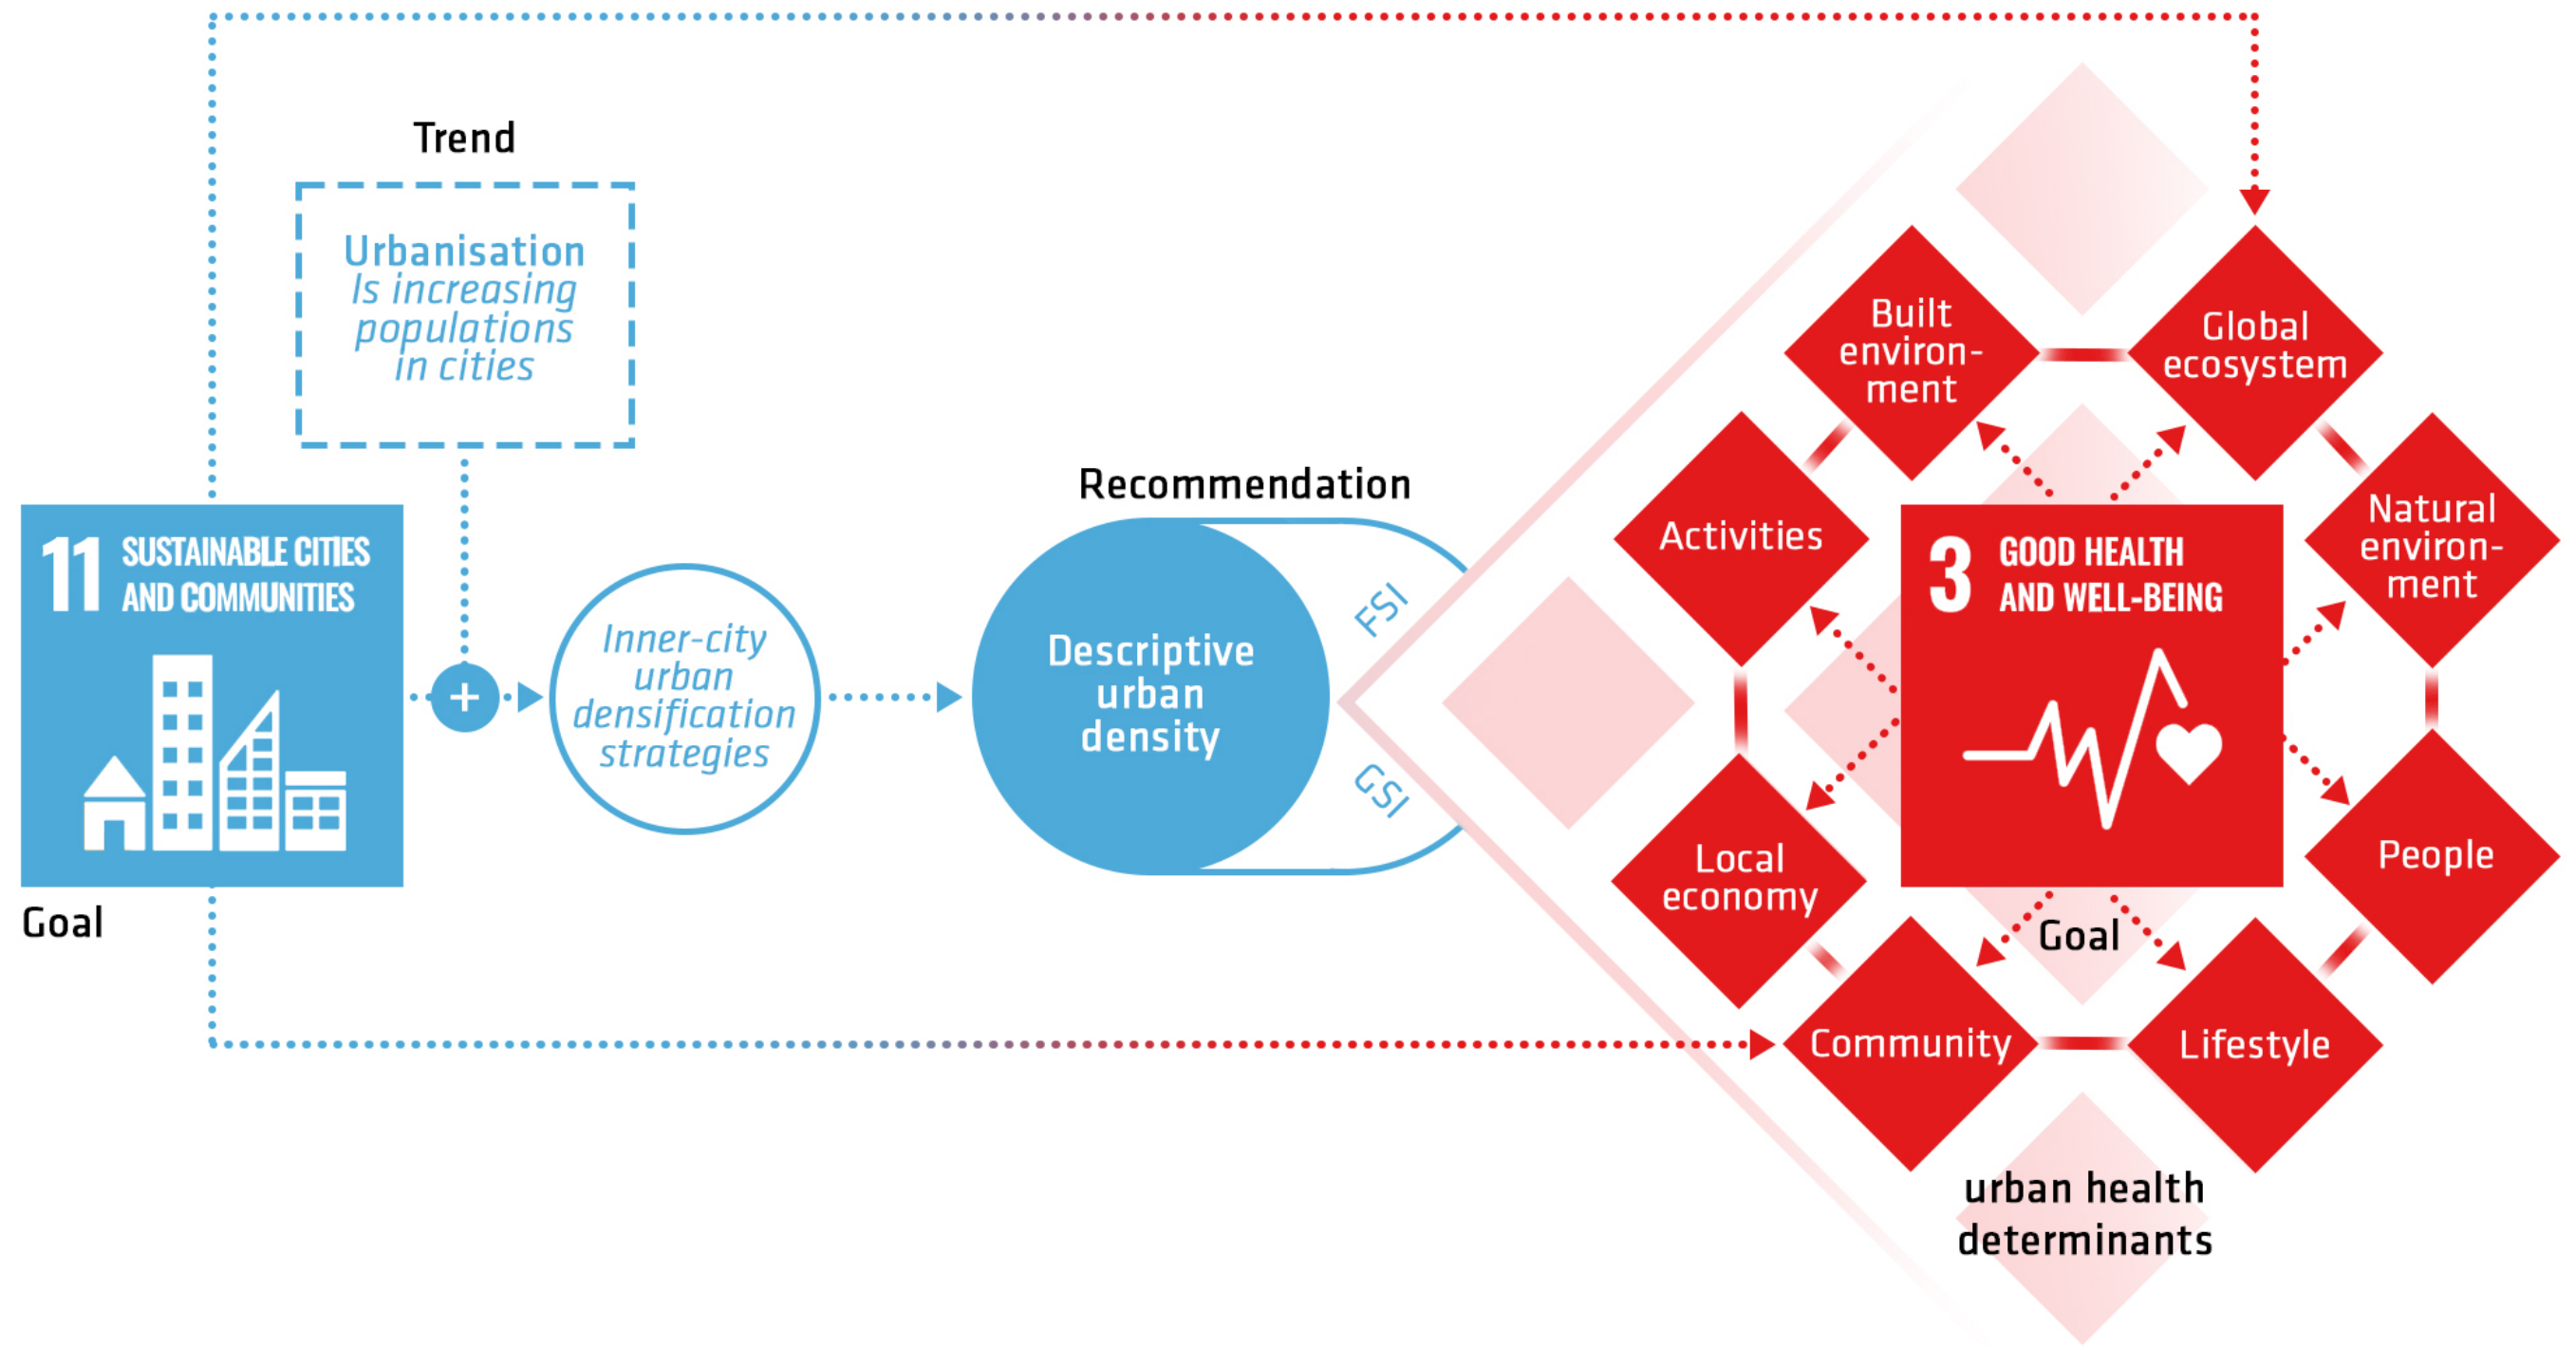 Trend
Urbanisation
Is increasing
populations
in cities
11 SUSTAINABLE CITIES
AND COMMUNITIES
Goal
+
Inner-city
urban
densification
strategies
Recommendation
Descriptive
urban
density
FSI
GSI
Built
environ-
ment
Global
ecosystem
Activities
Natural
environ-
ment
3 GOOD HEALTH
AND WELL-BEING
Local
economy
People
Goal
Community
Lifestyle
urban health
determinants